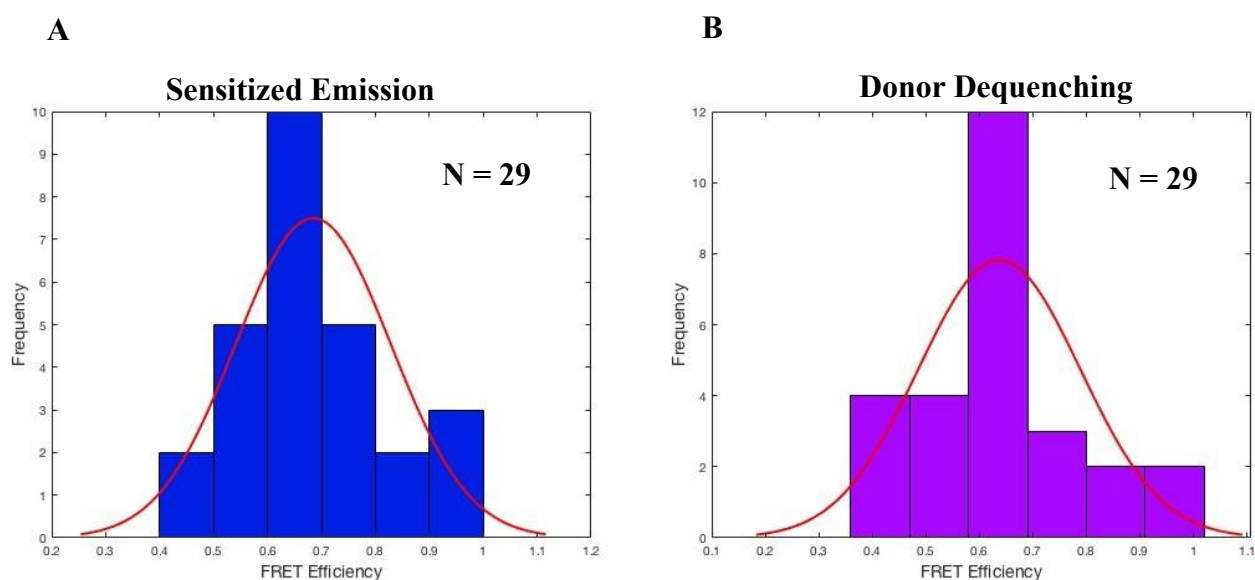 A
Sensitized Emission
N = 29
10
9
8
7
6
5
4
3
2
1
0
Frequency
0.2 0.3 0.4 0.5 0.6 0.7 0.8 0.9 1 1.1 1.2
FRET Efficiency
B
Donor Dequenching
N = 29
12
10
8
6
4
2
0
Frequency
0.1 0.2 0.3 0.4 0.5 0.6 0.7 0.8 0.9 1 1.1
FRET Efficiency